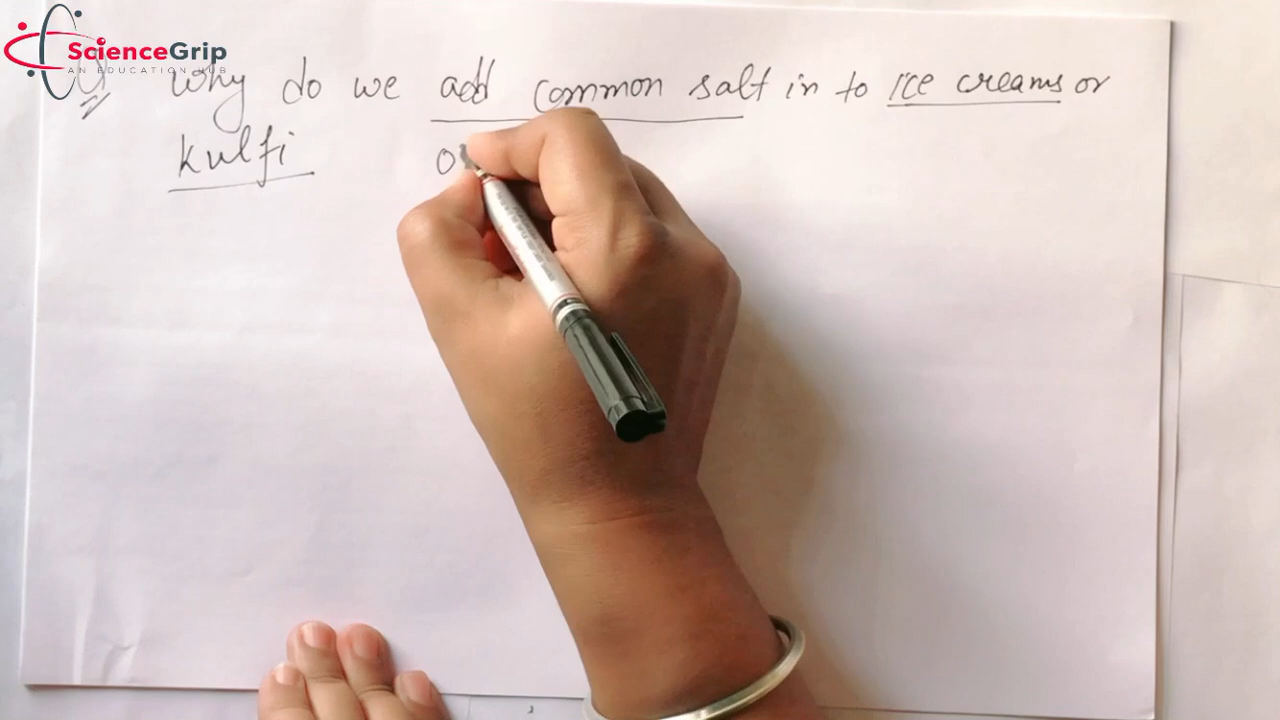 ScienceGrip
AN EDUCATION HUB
Q why do we add common salt in to ice creams or
kulfi